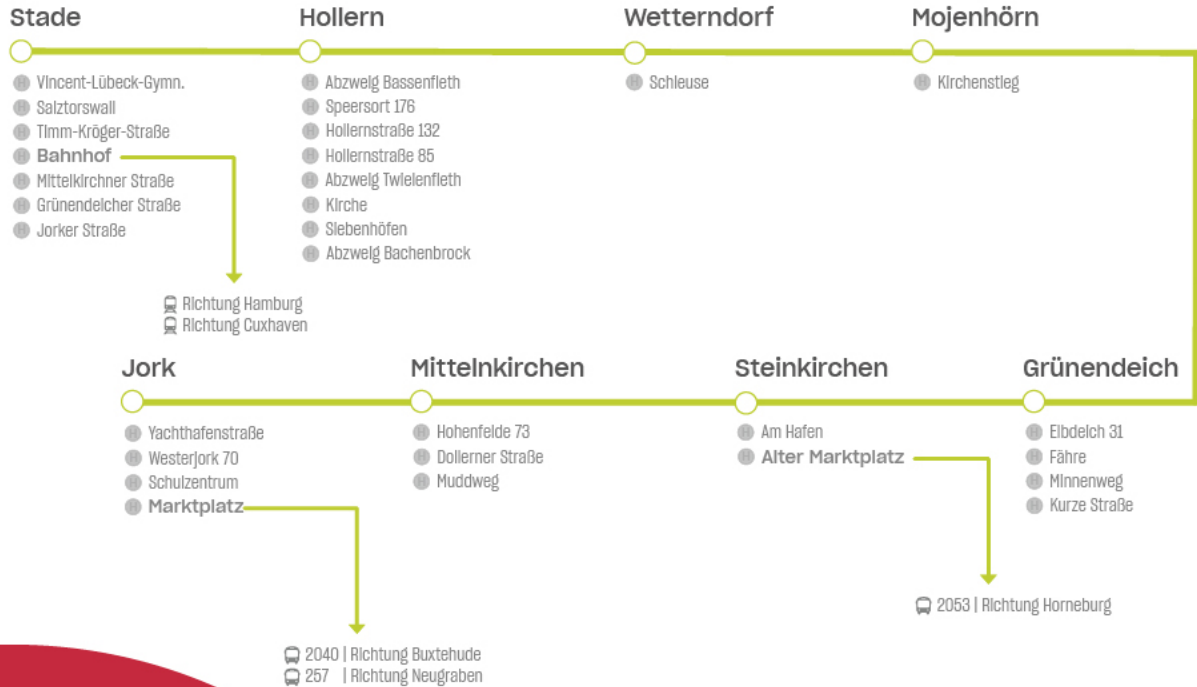 Stade
Vincent-Lübeck-Gymn.
Salztorswall
Timm-Kröger-Straße
Bahnhof
Mittelkirchner Straße
Grünendeicher Straße
Jorker Straße
Richtung Hamburg
Richtung Cuxhaven
Hollern
Abzweig Bassenfleth
Speersort 176
Hollernstraße 132
Hollernstraße 85
Abzweig Twielenfleth
Kirche
Siebenhöfen
Abzweig Bachenbrock
Wetterndorf
Schleuse
Mojenhörn
Kirchenstieg
Jork
Yachthafenstraße
Westerjork 70
Schulzentrum
Marktplatz
2040 | Richtung Buxtehude
257 | Richtung Neugraben
Mittelnkirchen
Hohenfelde 73
Dollerner Straße
Muddweg
Steinkirchen
Am Hafen
Alter Marktplatz
2053 | Richtung Horneburg
Grünendeich
Elbdeich 31
Fähre
Minnenweg
Kurze Straße